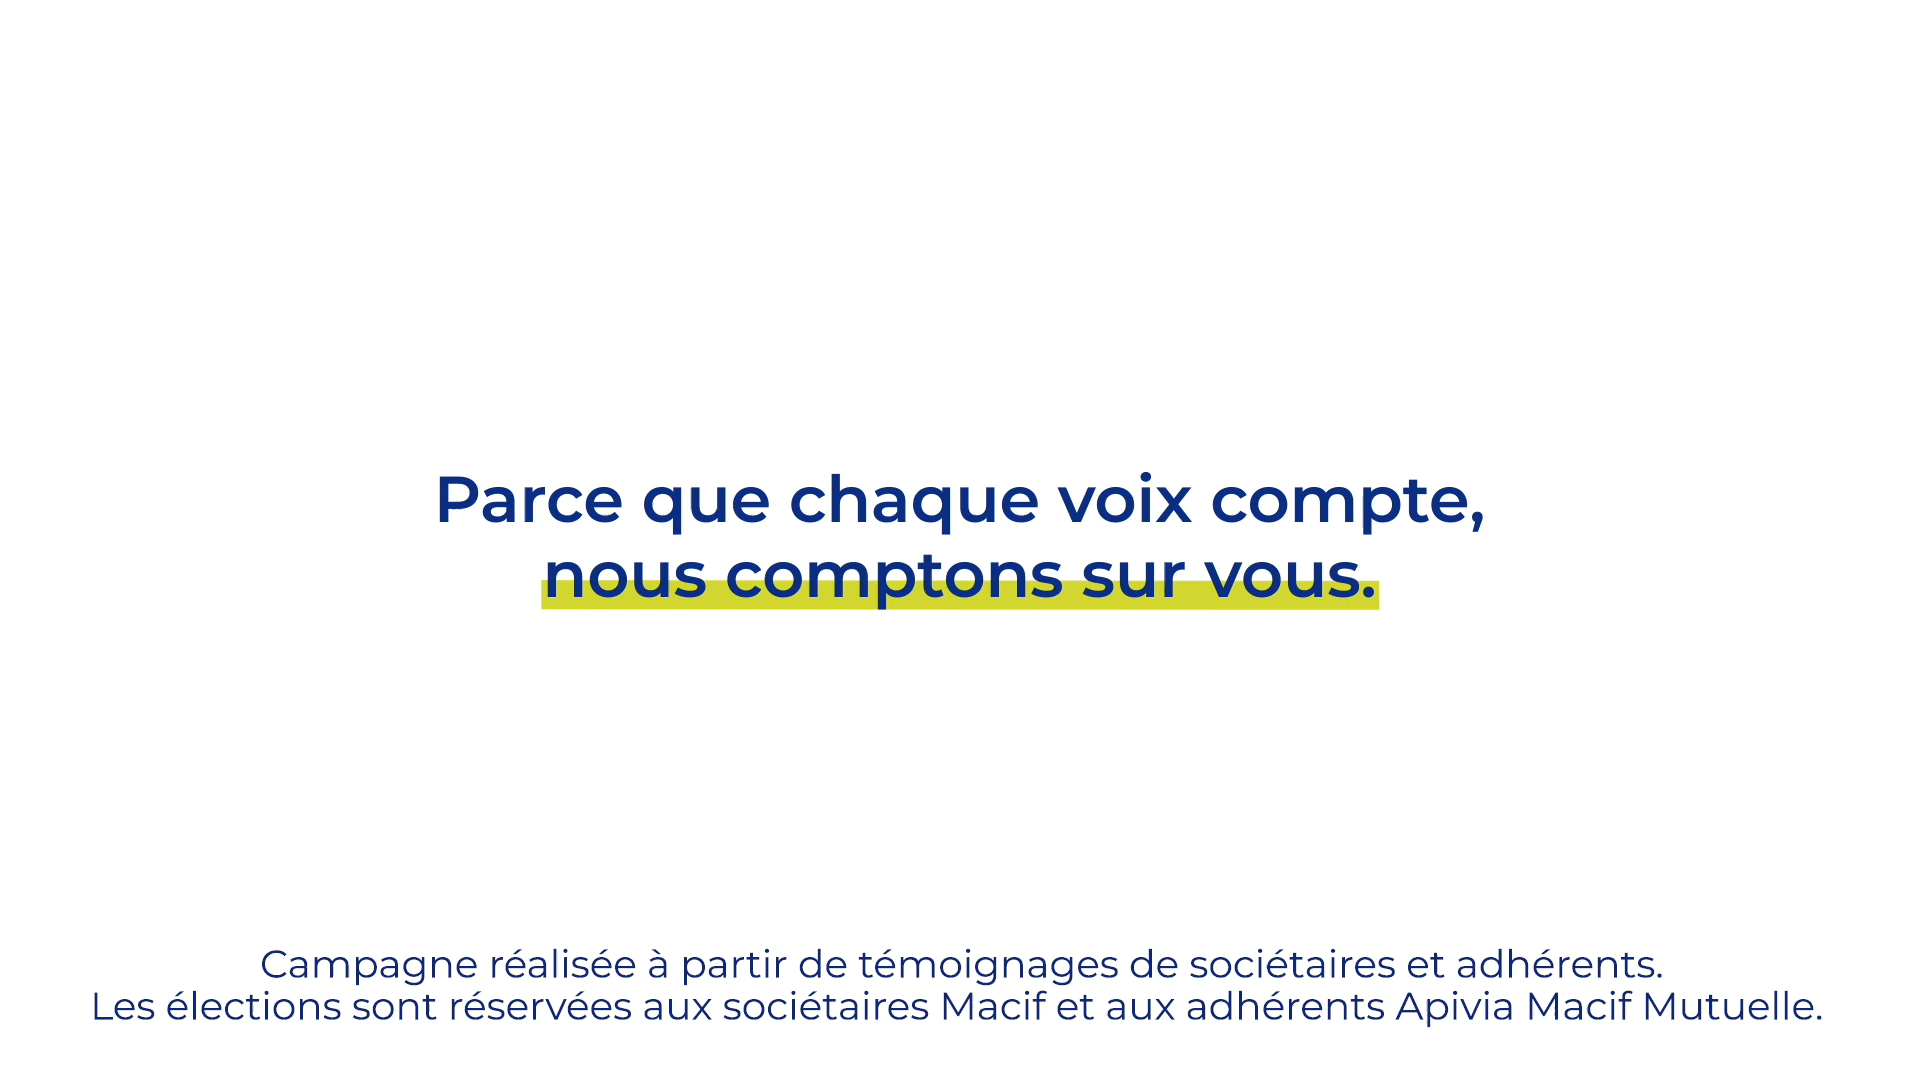 Parce que chaque voix compte,
nous comptons sur vous.
Campagne réalisée à partir de témoignages de sociétaires et adhérents.
Les élections sont réservées aux sociétaires Macif et aux adhérents Apivia Macif Mutuelle.